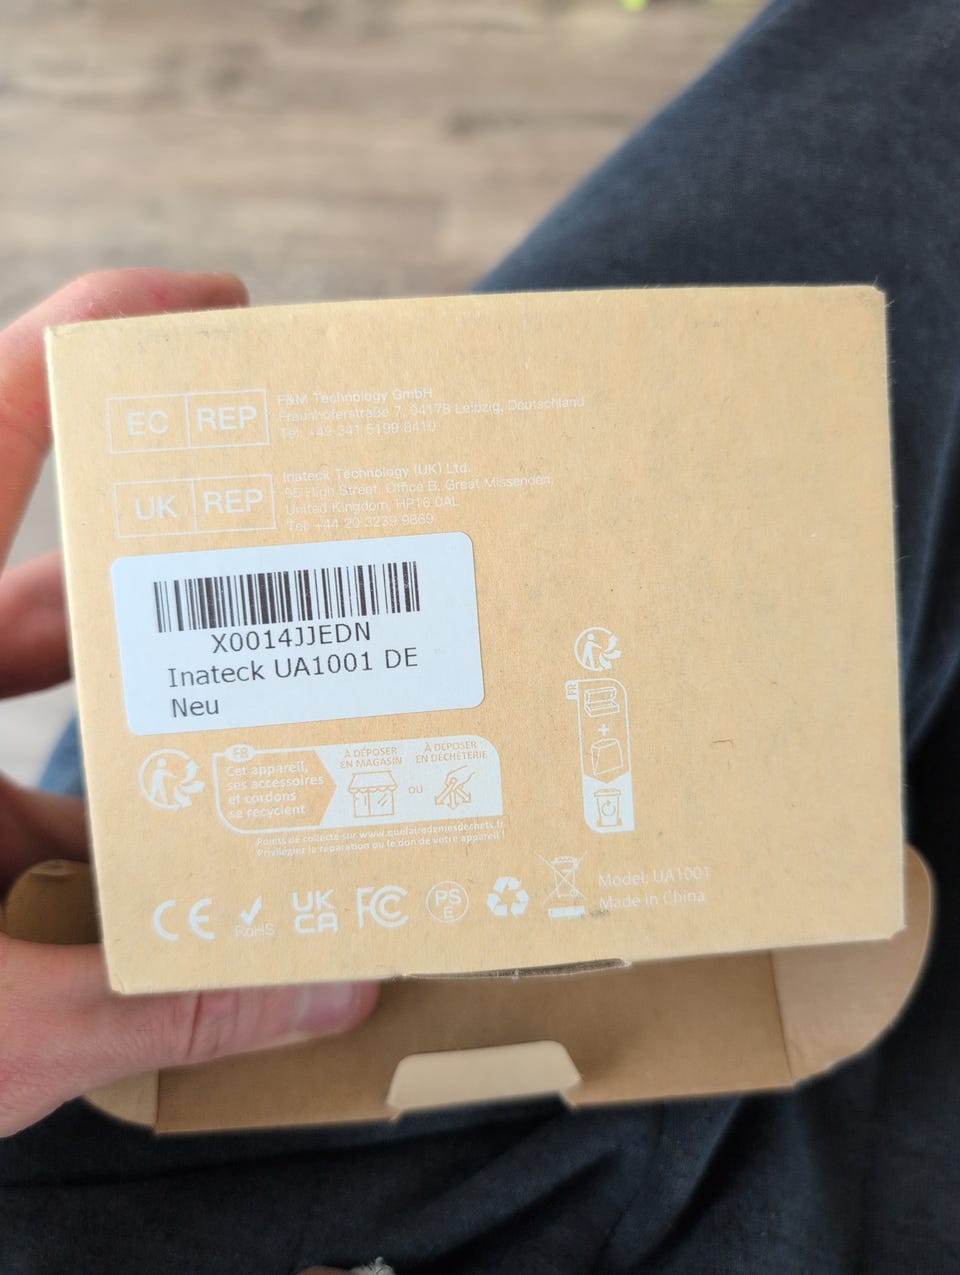 EC REP
F&M Technology GmbH
Fraunhoferstraße 7, 04178 Leipzig, Deutschland
Tel: +49 341 5199 8410
UK REP
Inateck Technology (UK) Ltd.
95 High Street, Office B, Great Missenden,
United Kingdom, HP16 0AL
Tel: +44 20 3239 9869
X0014JJEDN
Inateck UA1001 DE
Neu
FR
Cet appareil,
ses accessoires
et cordons
se recyclent
À DÉPOSER
EN MAGASIN
OU
À DÉPOSER
EN DÉCHÈTERIE
Points de collecte sur www.quefairedemesdechets.fr
Privilégier la réparation ou le don de votre appareil !
FR
+
CE
RoHS
UK
CA
FC
PS
E
Model: UA1001
Made in China